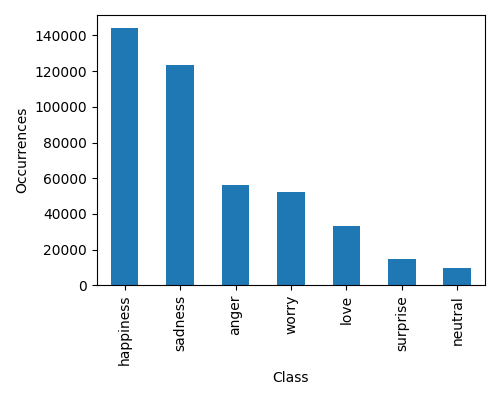 140000
120000
100000
80000
60000
40000
20000
0
Occurrences
happiness
sadness
anger
worry
love
surprise
neutral
Class